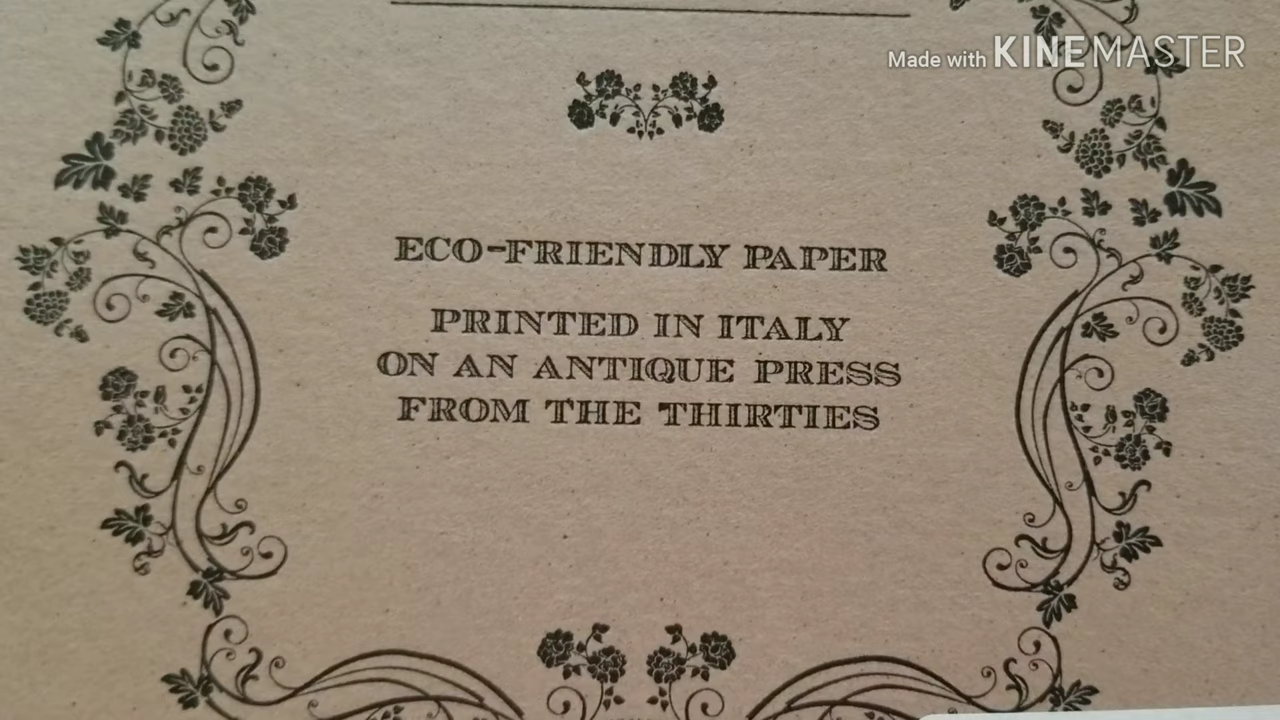 Made with KINEMASTER
ECO-FRIENDLY PAPER
PRINTED IN ITALY
ON AN ANTIQUE PRESS
FROM THE THIRTIES